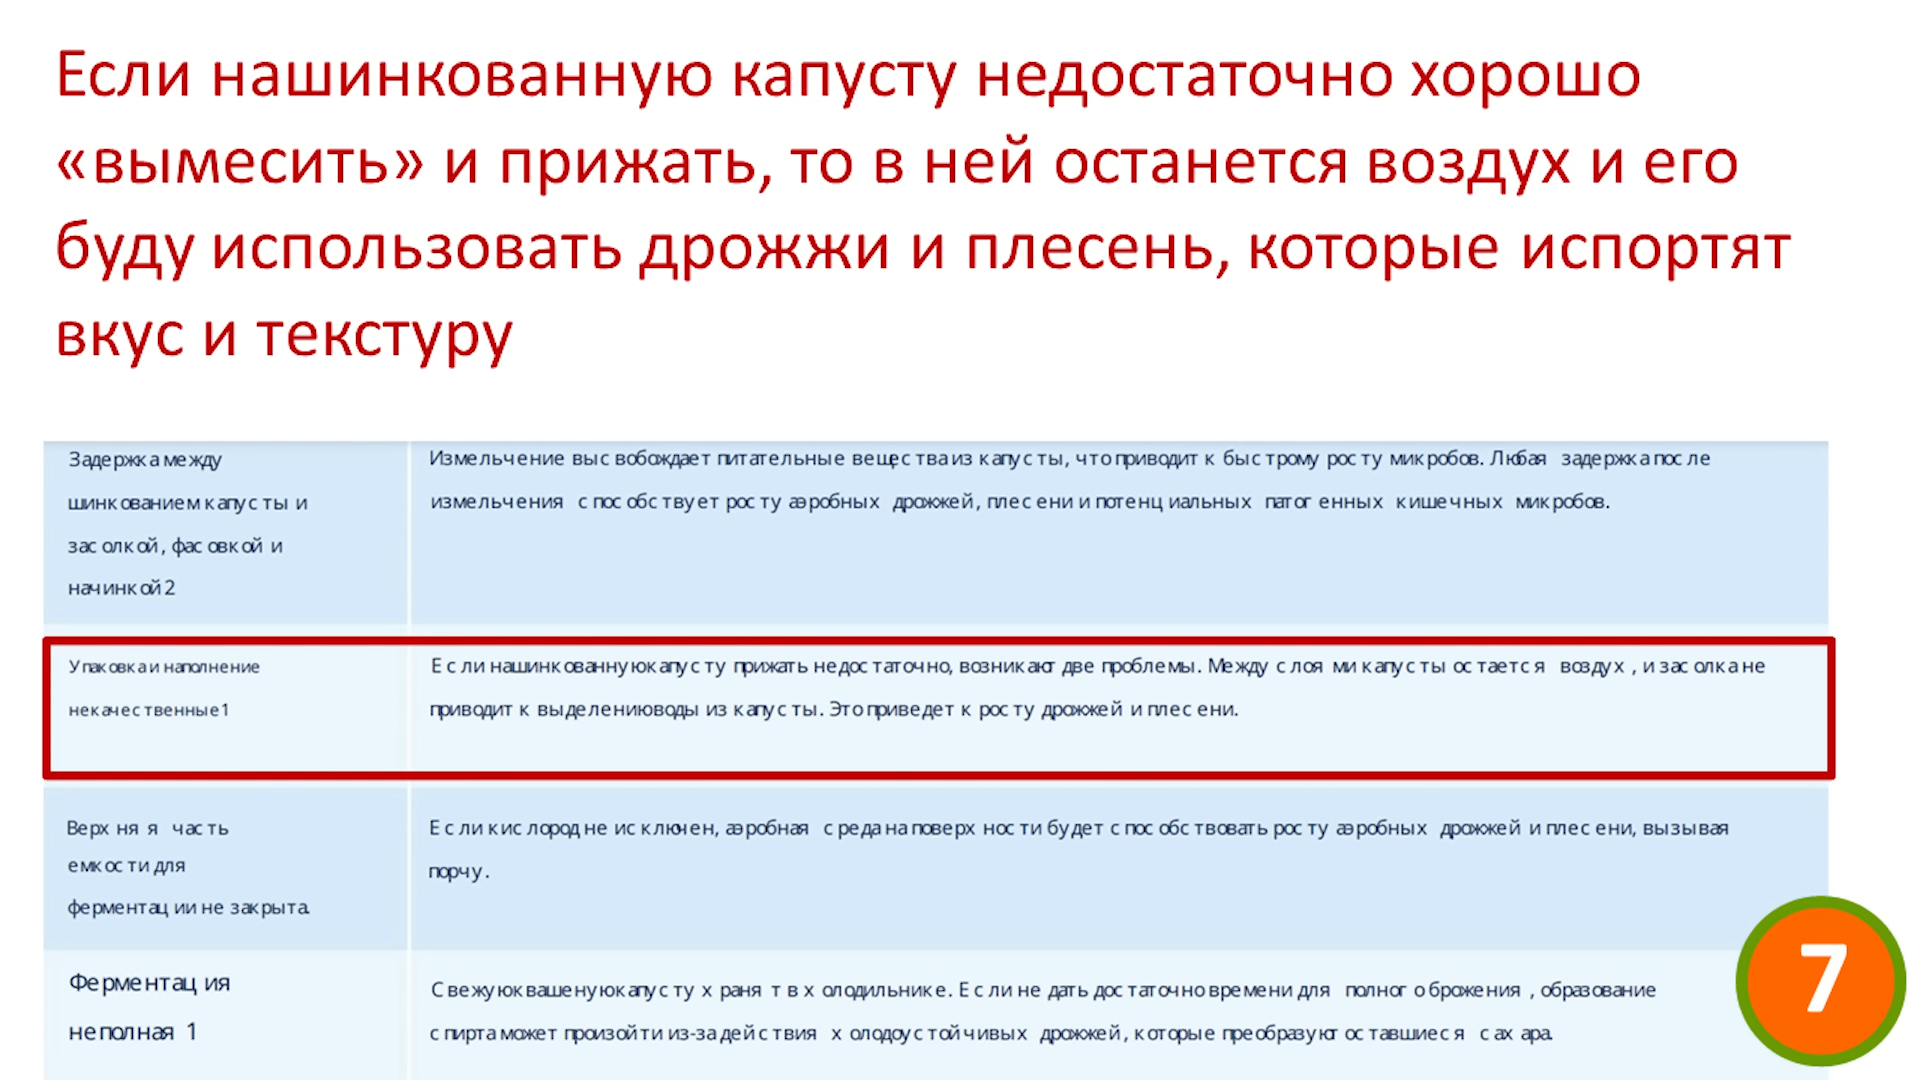 Если нашинкованную капусту недостаточно хорошо
«вымесить» и прижать, то в ней останется воздух и его
буду использовать дрожжи и плесень, которые испортят
вкус и текстуру
Задержка между
шинкованием капусты и
засолкой, фасовкой и
начинкой 2
Измельчение высвобождает питательные вещества из капусты, что приводит к быстрому росту микробов. Любая задержка после
измельчения способствует росту аэробных дрожжей, плесени и потенциальных патогенных кишечных микробов.
Упаковка и наполнение
некачественные 1
Если нашинкованную капусту прижать недостаточно, возникают две проблемы. Между слоями капусты остается воздух, и засолка не
приводит к выделению воды из капусты. Это приведет к росту дрожжей и плесени.
Верхняя часть
емкости для
ферментации не закрыта.
Если кислород не исключен, аэробная среда на поверхности будет способствовать росту аэробных дрожжей и плесени, вызывая
порчу.
Ферментация
неполная 1
Свежую квашеную капусту хранят в холодильнике. Если не дать достаточно времени для полного брожения, образование
спирта может произойти из-за действия холодоустойчивых дрожжей, которые преобразуют оставшиеся сахара.
7